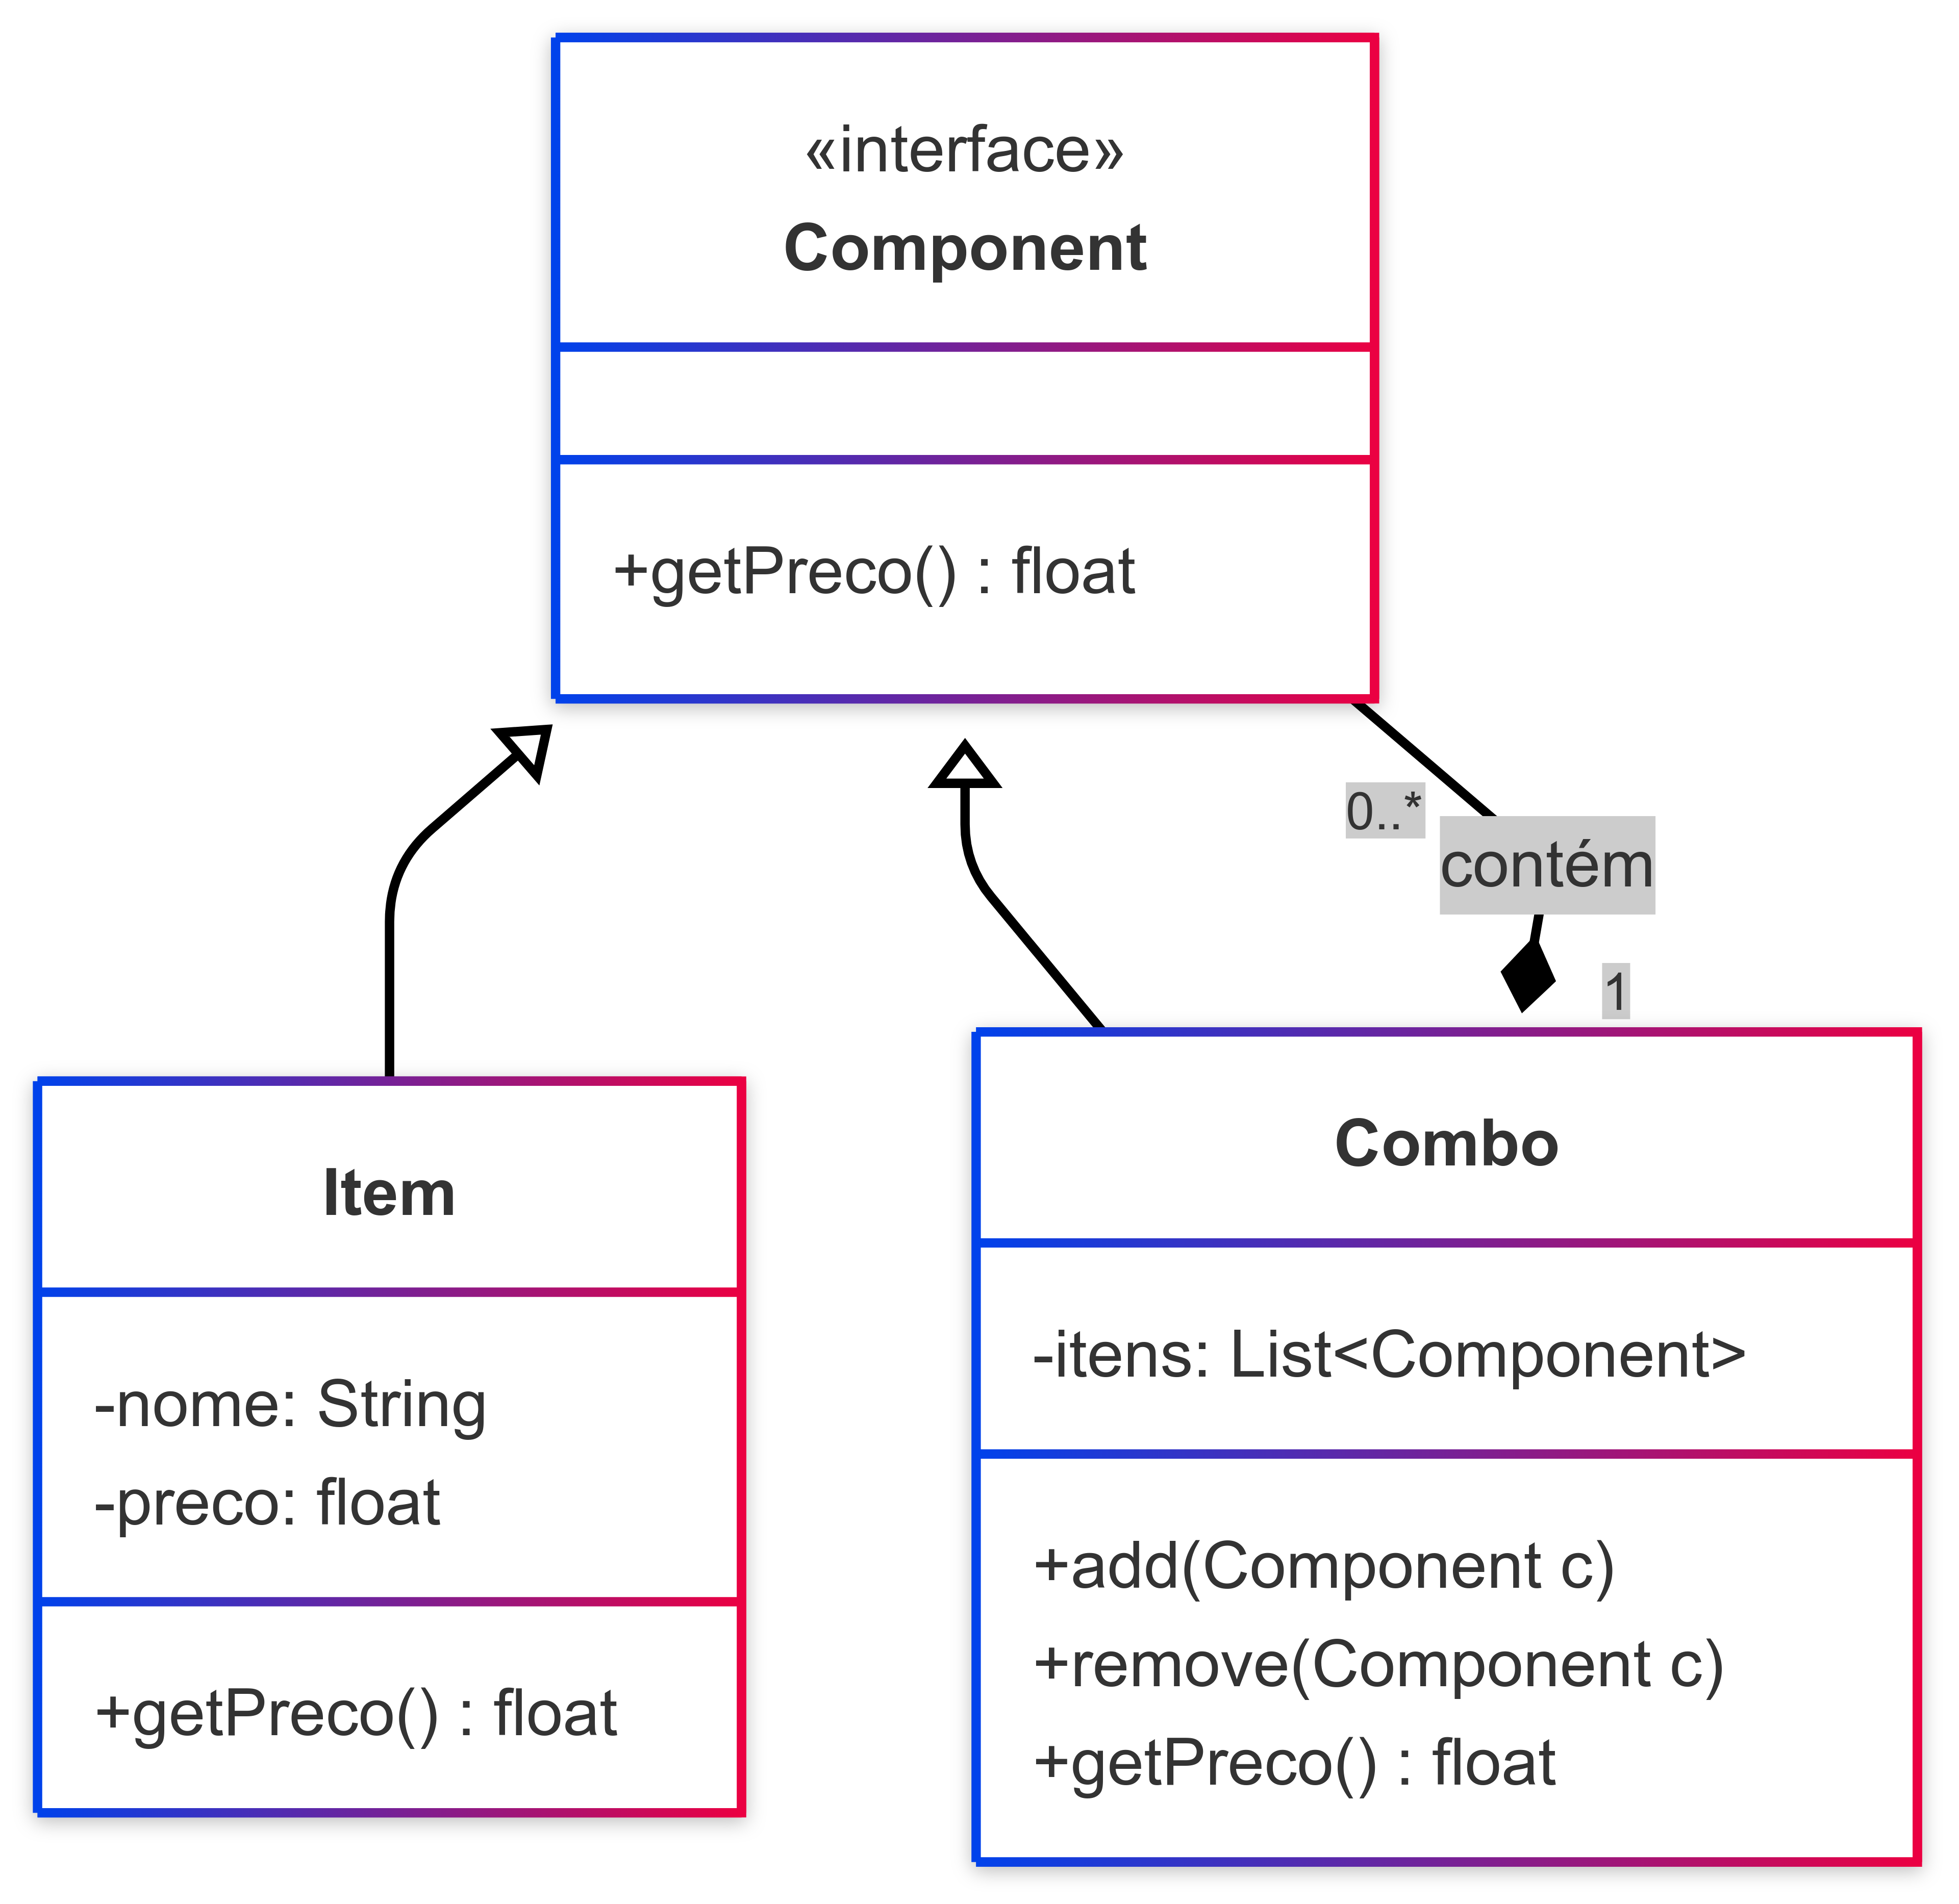 «interface»
Component
+getPreco() : float
0..*
contém
1
Item
-nome: String
-preco: float
+getPreco() : float
Combo
-itens: List<Component>
+add(Component c)
+remove(Component c)
+getPreco() : float